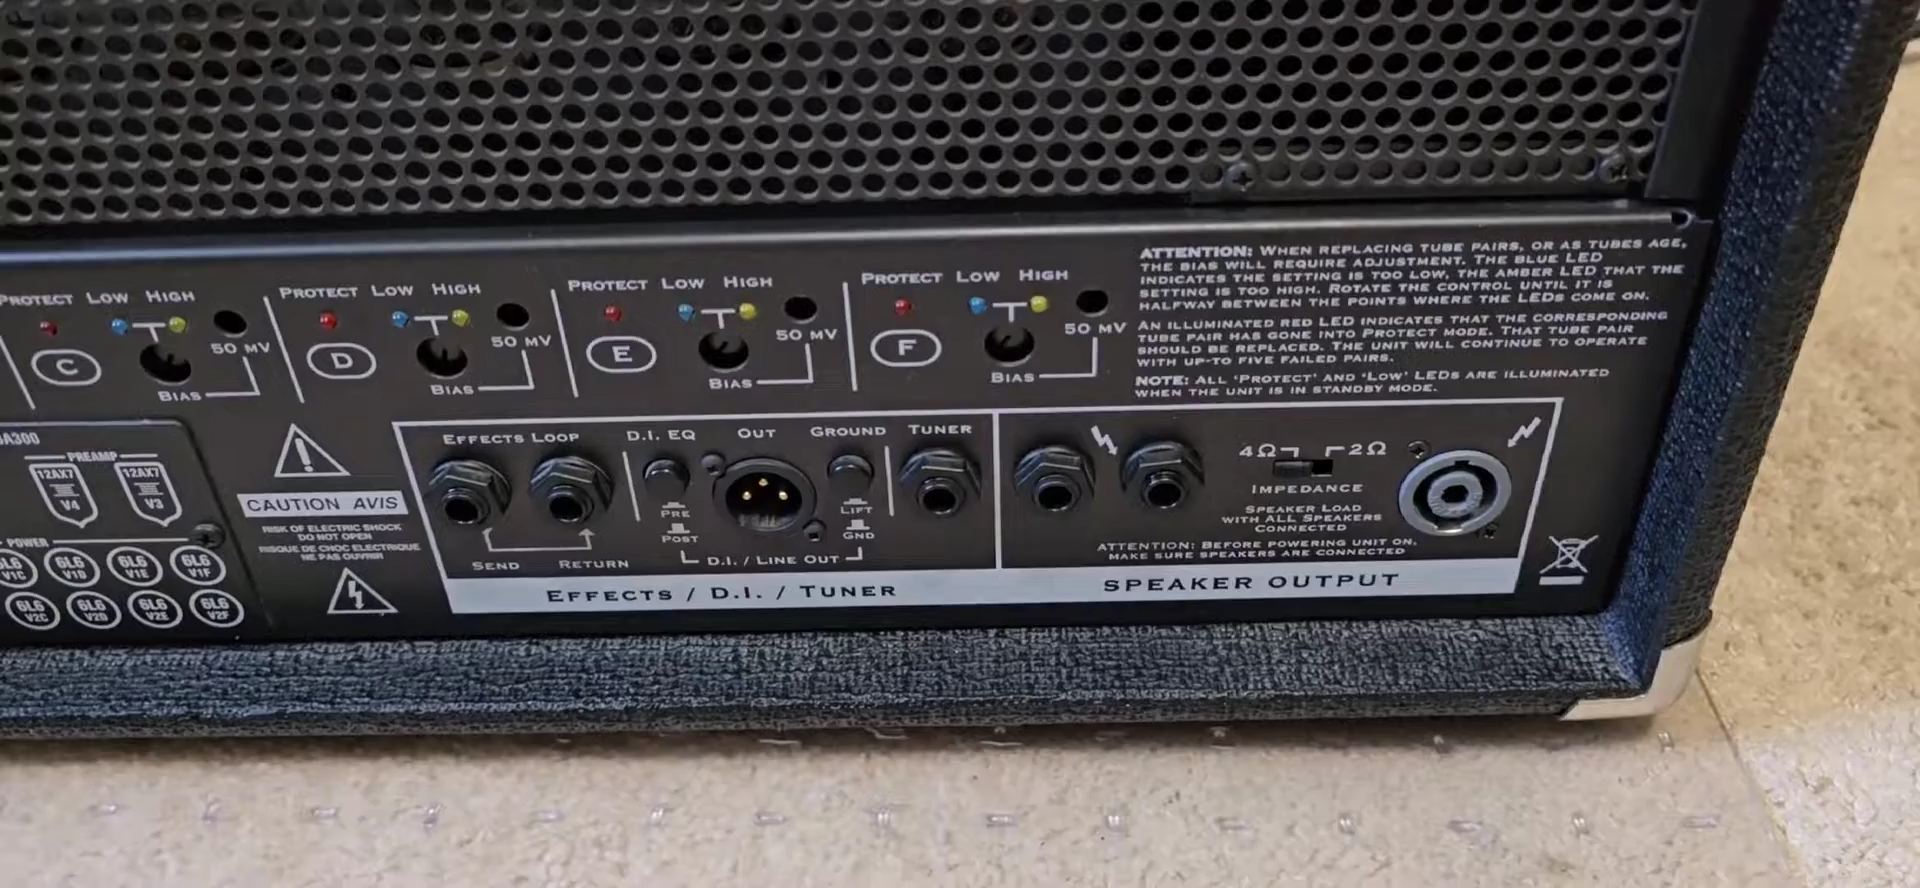 ATTENTION: WHEN REPLACING TUBE PAIRS, OR AS TUBES AGE,
THE BIAS WILL REQUIRE ADJUSTMENT. THE BLUE LED
INDICATES THE SETTING IS TOO LOW, THE AMBER LED THAT THE
SETTING IS TOO HIGH. ROTATE THE CONTROL UNTIL IT IS
HALFWAY BETWEEN THE POINTS WHERE THE LEDS COME ON.
AN ILLUMINATED RED LED INDICATES THAT THE CORRESPONDING
TUBE PAIR HAS GONE INTO PROTECT MODE. THAT TUBE PAIR
SHOULD BE REPLACED. THE UNIT WILL CONTINUE TO OPERATE
WITH UP-TO FIVE FAILED PAIRS.
NOTE: ALL 'PROTECT' AND 'LOW' LEDS ARE ILLUMINATED
WHEN THE UNIT IS IN STANDBY MODE.
PROTECT LOW HIGH
C
50 MV
BIAS
PROTECT LOW HIGH
D
50 MV
BIAS
PROTECT LOW HIGH
E
50 MV
BIAS
PROTECT LOW HIGH
F
50 MV
BIAS
A300
PREAMP
12AX7
V4
12AX7
V3
POWER
6L6 V1C
6L6 V1D
6L6 V1E
6L6 V1F
6L6 V2C
6L6 V2D
6L6 V2E
6L6 V2F
!
CAUTION AVIS
RISK OF ELECTRIC SHOCK
DO NOT OPEN
RISQUE DE CHOC ELECTRIQUE
NE PAS OUVRIR
EFFECTS LOOP
SEND RETURN
D.I. EQ OUT GROUND
PRE
POST
LIFT
GND
D.I. / LINE OUT
TUNER
EFFECTS / D.I. / TUNER
4Ω 2Ω
IMPEDANCE
SPEAKER LOAD
WITH ALL SPEAKERS
CONNECTED
ATTENTION: BEFORE POWERING UNIT ON,
MAKE SURE SPEAKERS ARE CONNECTED
SPEAKER OUTPUT